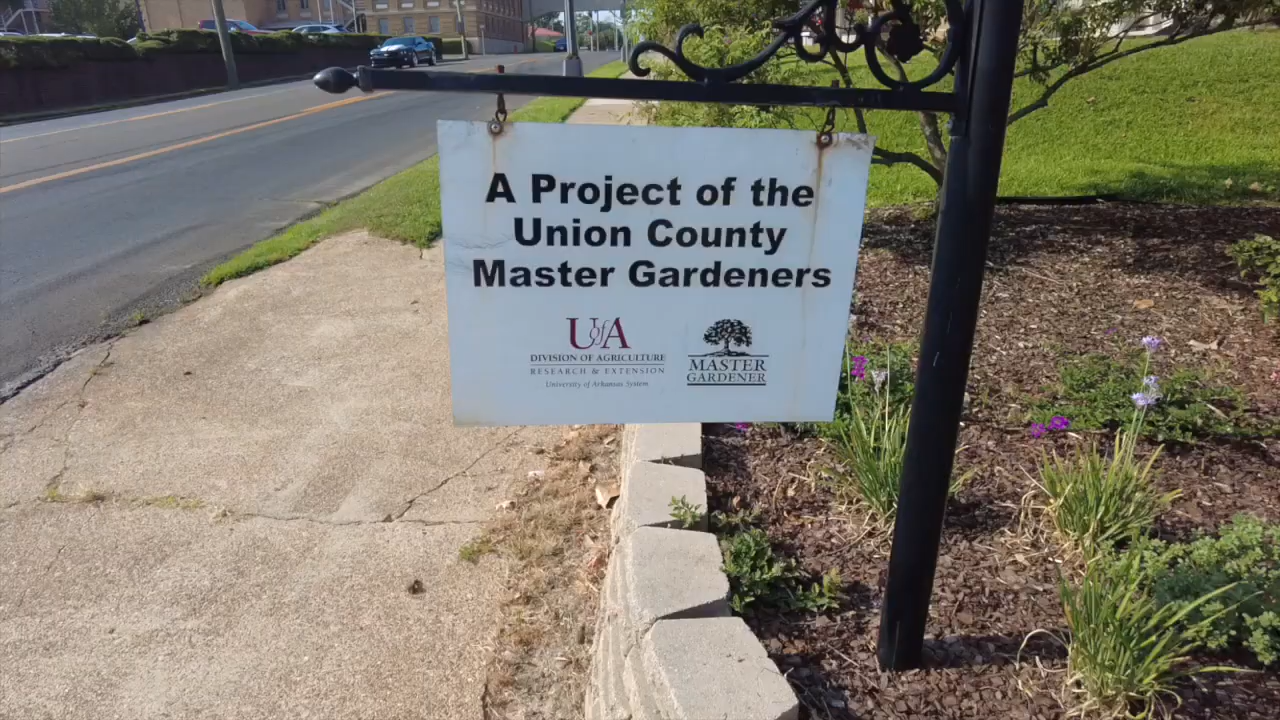 A Project of the
Union County
Master Gardeners
UofA
DIVISION OF AGRICULTURE
RESEARCH & EXTENSION
University of Arkansas System
MASTER
GARDENER